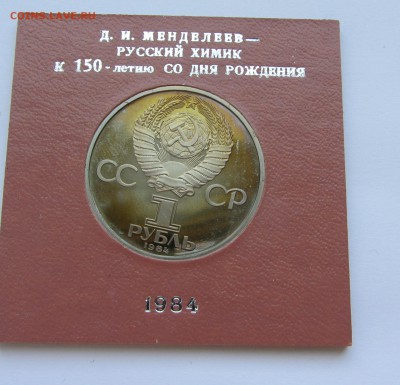 COINS.LAVE.RU
Д. И. МЕНДЕЛЕЕВ—
РУССКИЙ ХИМИК
К 150-летию СО ДНЯ РОЖДЕНИЯ
СС СР
1
РУБЛЬ
1984
1984